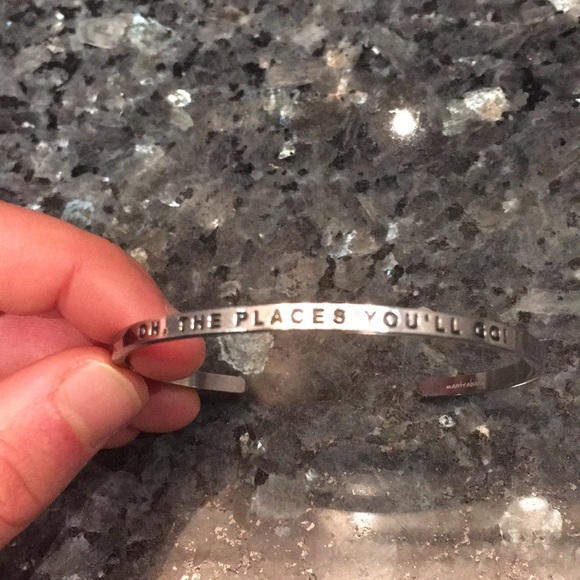 OH, THE PLACES YOU'LL GO!